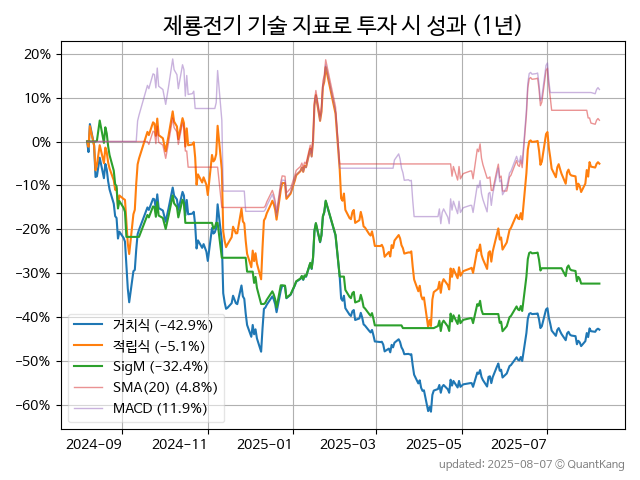 제룡전기 기술 지표로 투자 시 성과 (1년)
20%
10%
0%
−10%
−20%
−30%
−40%
−50%
−60%
거치식 (−42.9%)
적립식 (−5.1%)
SigM (−32.4%)
SMA(20) (4.8%)
MACD (11.9%)
2024-09 2024-11 2025-01 2025-03 2025-05 2025-07
updated: 2025-08-07 © QuantKang